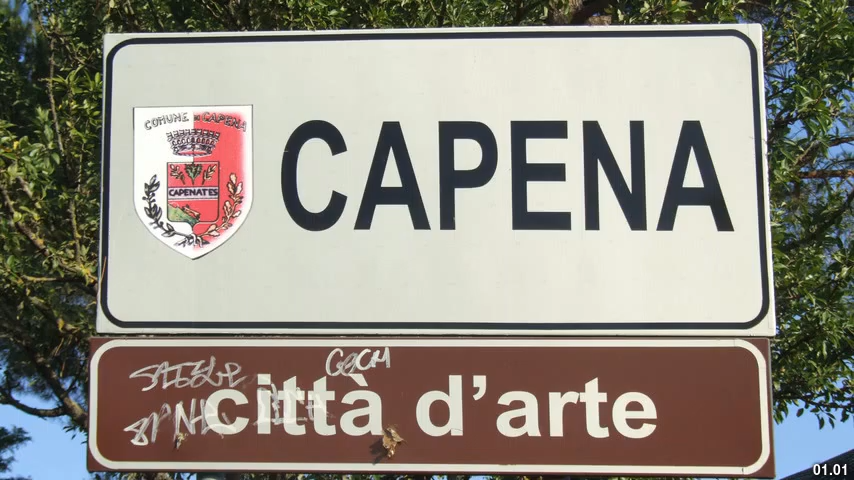 COMUNE DI CAPENA
CAPENATES
CAPENA
città d'arte
01.01